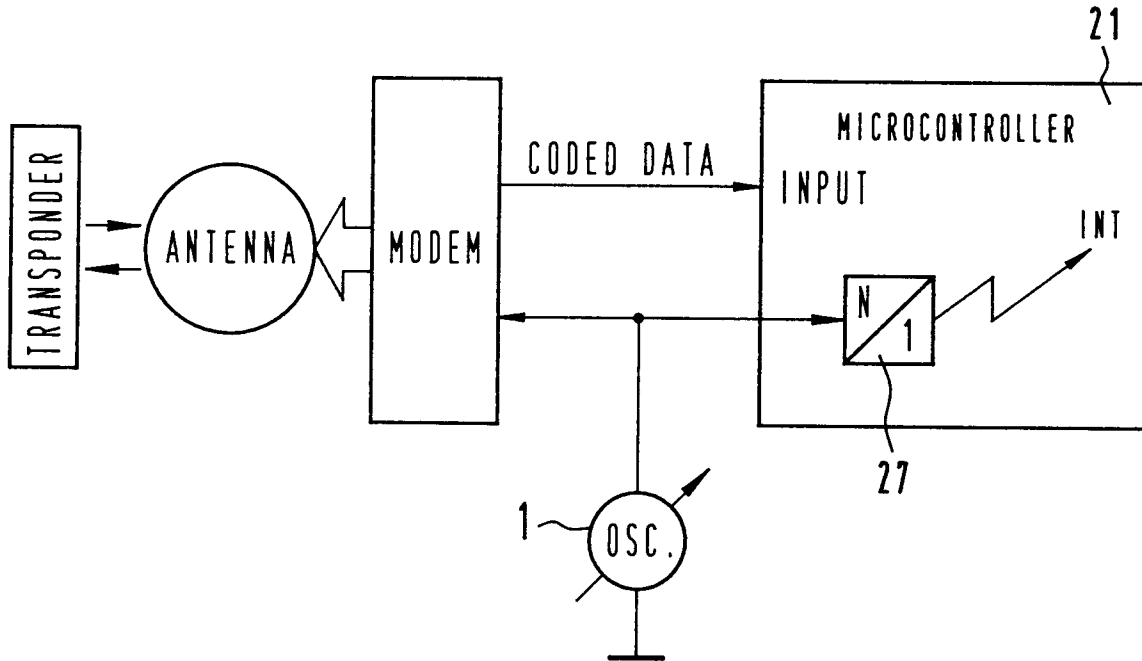 21
MICROCONTROLLER
CODED DATA
INPUT
TRANSPONDER
ANTENNA
MODEM
INT
N
1
27
1
OSC.